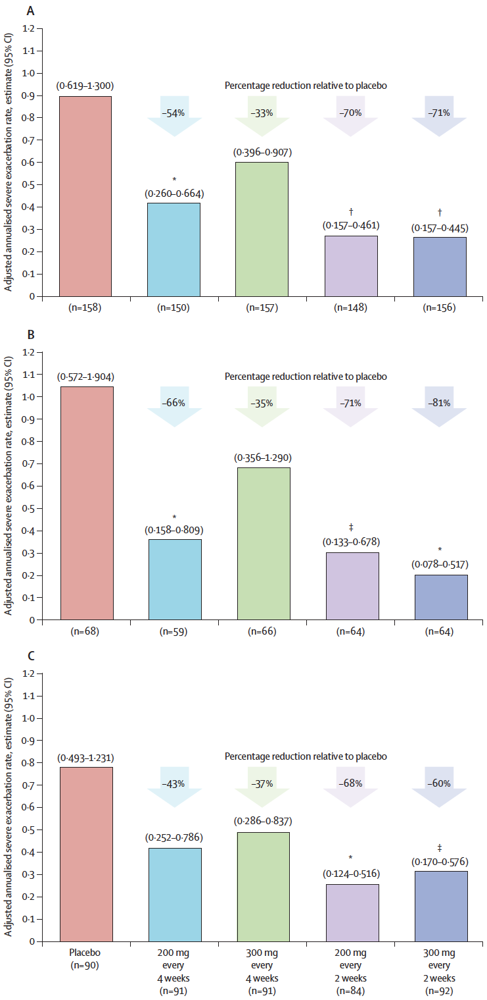 A
Adjusted annualised severe exacerbation rate, estimate (95% CI)
1·2
1·1
1·0
0·9
0·8
0·7
0·6
0·5
0·4
0·3
0·2
0·1
0
Percentage reduction relative to placebo
(0·619–1·300)
–54%
–33%
–70%
–71%
*
(0·260–0·664)
(0·396–0·907)
†
(0·157–0·461)
†
(0·157–0·445)
(n=158)
(n=150)
(n=157)
(n=148)
(n=156)
B
Adjusted annualised severe exacerbation rate, estimate (95% CI)
1·2
1·1
1·0
0·9
0·8
0·7
0·6
0·5
0·4
0·3
0·2
0·1
0
Percentage reduction relative to placebo
(0·572–1·904)
–66%
–35%
–71%
–81%
*
(0·158–0·809)
(0·356–1·290)
‡
(0·133–0·678)
*
(0·078–0·517)
(n=68)
(n=59)
(n=66)
(n=64)
(n=64)
C
Adjusted annualised severe exacerbation rate, estimate (95% CI)
1·2
1·1
1·0
0·9
0·8
0·7
0·6
0·5
0·4
0·3
0·2
0·1
0
Percentage reduction relative to placebo
(0·493–1·231)
–43%
–37%
–68%
–60%
(0·252–0·786)
(0·286–0·837)
*
(0·124–0·516)
‡
(0·170–0·576)
Placebo
(n=90)
200 mg
every
4 weeks
(n=91)
300 mg
every
4 weeks
(n=91)
200 mg
every
2 weeks
(n=84)
300 mg
every
2 weeks
(n=92)